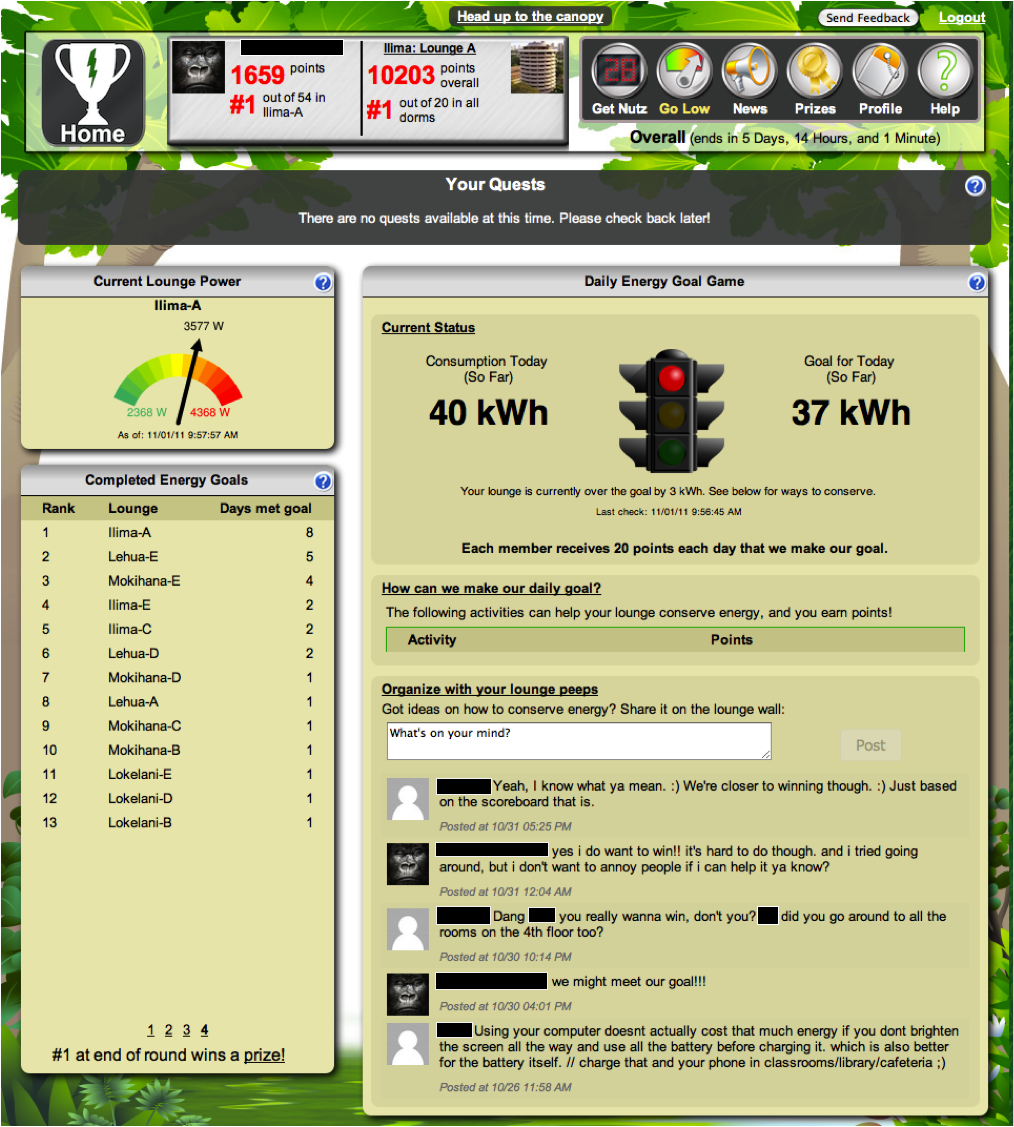 Head up to the canopy
Send Feedback
Logout
Home
1659 points
#1 out of 54 in
Ilima-A
Ilima: Lounge A
10203 points
overall
#1 out of 20 in all
dorms
28
Get Nutz
Go Low
News
Prizes
Profile
Help
Overall (ends in 5 Days, 14 Hours, and 1 Minute)
Your Quests
There are no quests available at this time. Please check back later!
Current Lounge Power
Ilima-A
3577 W
2368 W
4368 W
As of: 11/01/11 9:57:57 AM
Completed Energy Goals
Rank Lounge Days met goal
1 Ilima-A 8
2 Lehua-E 5
3 Mokihana-E 4
4 Ilima-E 2
5 Ilima-C 2
6 Lehua-D 2
7 Mokihana-D 1
8 Lehua-A 1
9 Mokihana-C 1
10 Mokihana-B 1
11 Lokelani-E 1
12 Lokelani-D 1
13 Lokelani-B 1
1 2 3 4
#1 at end of round wins a prize!
Daily Energy Goal Game
Current Status
Consumption Today
(So Far)
40 kWh
Goal for Today
(So Far)
37 kWh
Your lounge is currently over the goal by 3 kWh. See below for ways to conserve.
Last check: 11/01/11 9:56:45 AM
Each member receives 20 points each day that we make our goal.
How can we make our daily goal?
The following activities can help your lounge conserve energy, and you earn points!
Activity Points
Organize with your lounge peeps
Got ideas on how to conserve energy? Share it on the lounge wall:
What's on your mind?
Post
Yeah, I know what ya mean. :) We're closer to winning though. :) Just based
on the scoreboard that is.
Posted at 10/31 05:25 PM
yes i do want to win!! it's hard to do though. and i tried going
around, but i don't want to annoy people if i can help it ya know?
Posted at 10/31 12:04 AM
Dang you really wanna win, don't you? did you go around to all the
rooms on the 4th floor too?
Posted at 10/30 10:14 PM
we might meet our goal!!!
Posted at 10/30 04:01 PM
Using your computer doesnt actually cost that much energy if you dont brighten
the screen all the way and use all the battery before charging it. which is also better
for the battery itself. // charge that and your phone in classrooms/library/cafeteria ;)
Posted at 10/26 11:58 AM